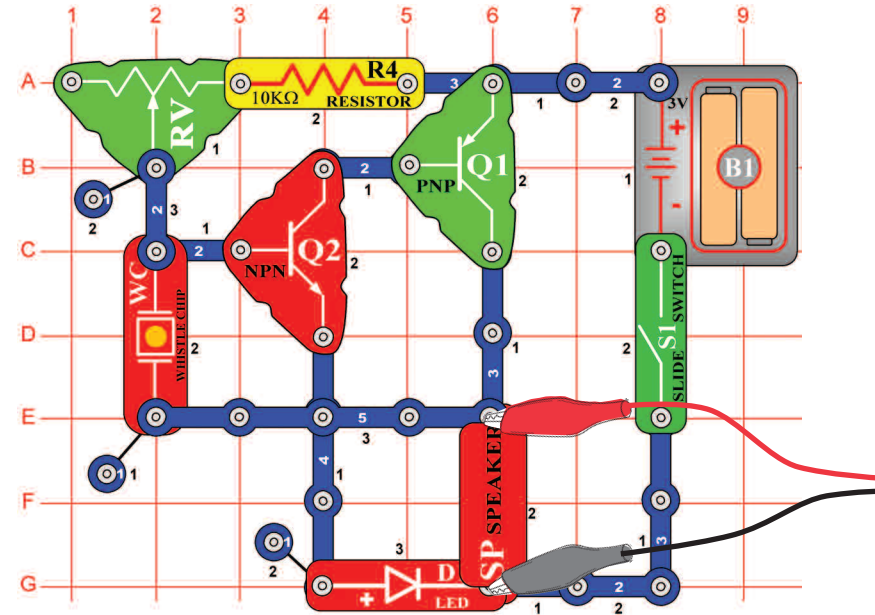 1 2 3 4 5 6 7 8 9
A
R4
3
1
2
2
10KΩ
RESISTOR
2
3V
+
RV
1
B
2
1
PNP
Q1
2
1
B1
1
2
2
3
-
C
1
2
NPN
Q2
2
WC
WHISTLE CHIP
2
D
1
2
S1
SLIDE
SWITCH
3
E
5
3
1
1
4
1
SPEAKER
SP
2
F
1
2
3
1
3
G
+
D
LED
1
2
2